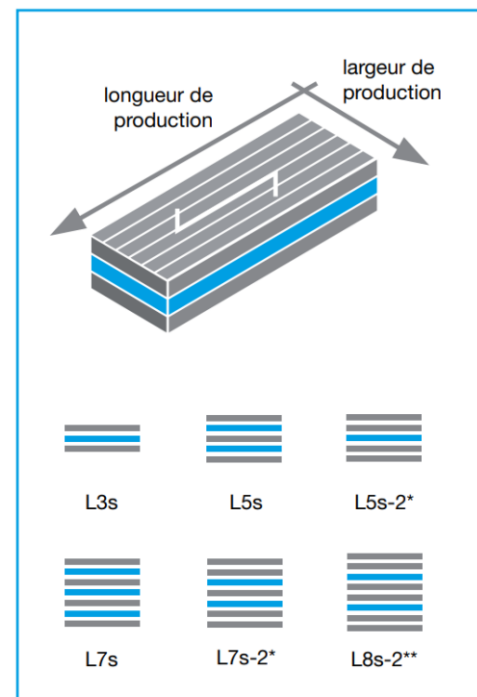 longueur de
production
largeur de
production
L3s
L5s
L5s-2*
L7s
L7s-2*
L8s-2**